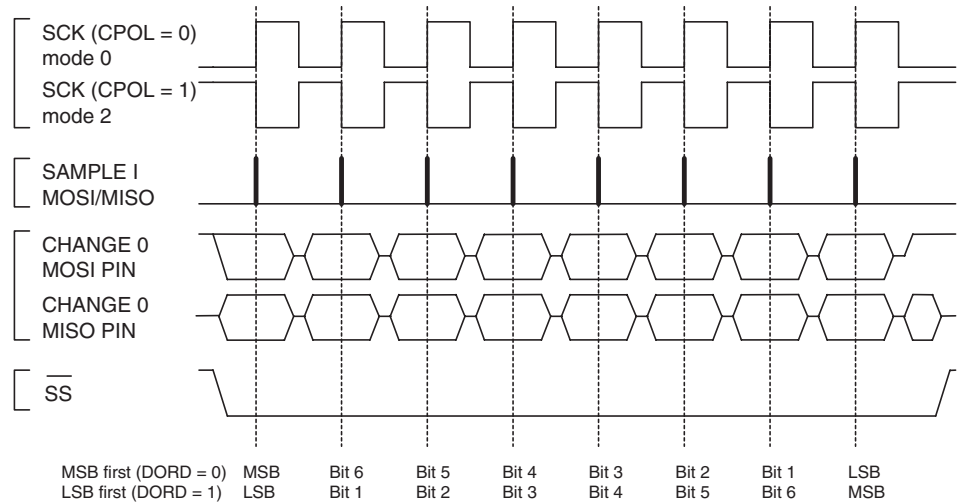 SCK (CPOL = 0)
mode 0
SCK (CPOL = 1)
mode 2
SAMPLE I
MOSI/MISO
CHANGE 0
MOSI PIN
CHANGE 0
MISO PIN
SS
MSB first (DORD = 0) MSB Bit 6 Bit 5 Bit 4 Bit 3 Bit 2 Bit 1 LSB
LSB first (DORD = 1) LSB Bit 1 Bit 2 Bit 3 Bit 4 Bit 5 Bit 6 MSB